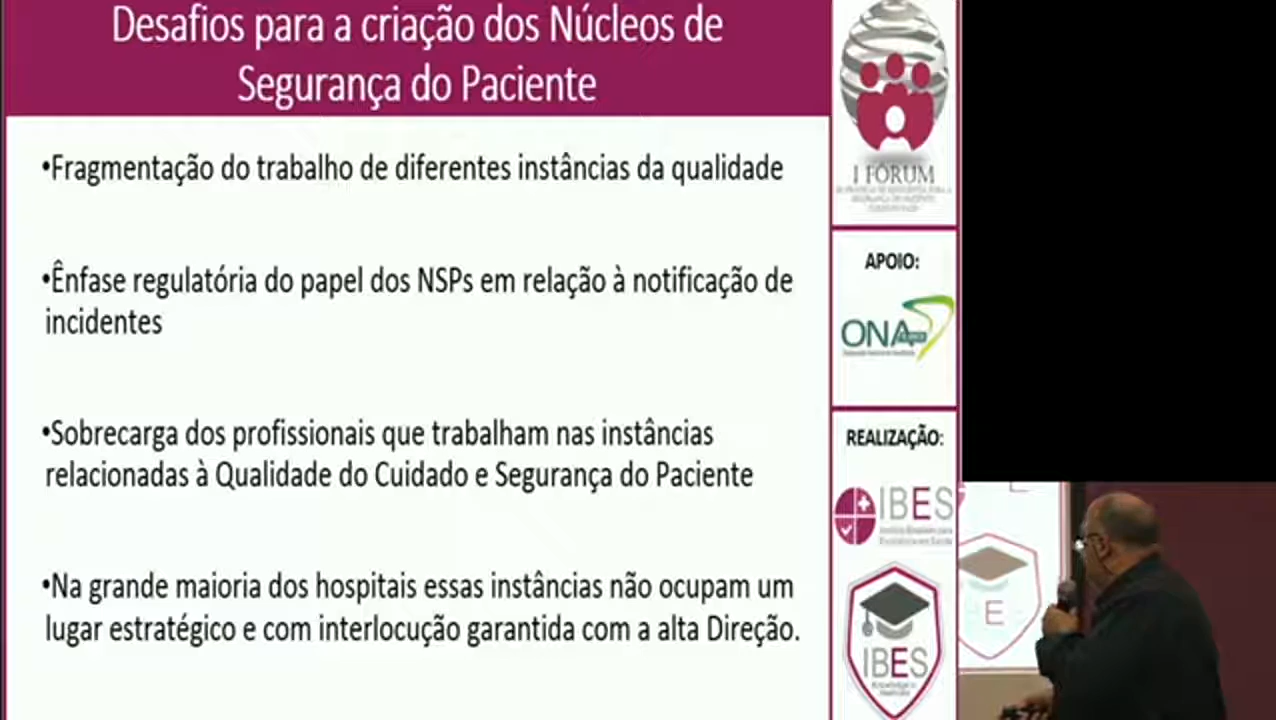 Desafios para a criação dos Núcleos de
Segurança do Paciente
•Fragmentação do trabalho de diferentes instâncias da qualidade
•Ênfase regulatória do papel dos NSPs em relação à notificação de
incidentes
•Sobrecarga dos profissionais que trabalham nas instâncias
relacionadas à Qualidade do Cuidado e Segurança do Paciente
•Na grande maioria dos hospitais essas instâncias não ocupam um
lugar estratégico e com interlocução garantida com a alta Direção.
I FÓRUM
APOIO:
ONA
REALIZAÇÃO:
IBES
IBES
E